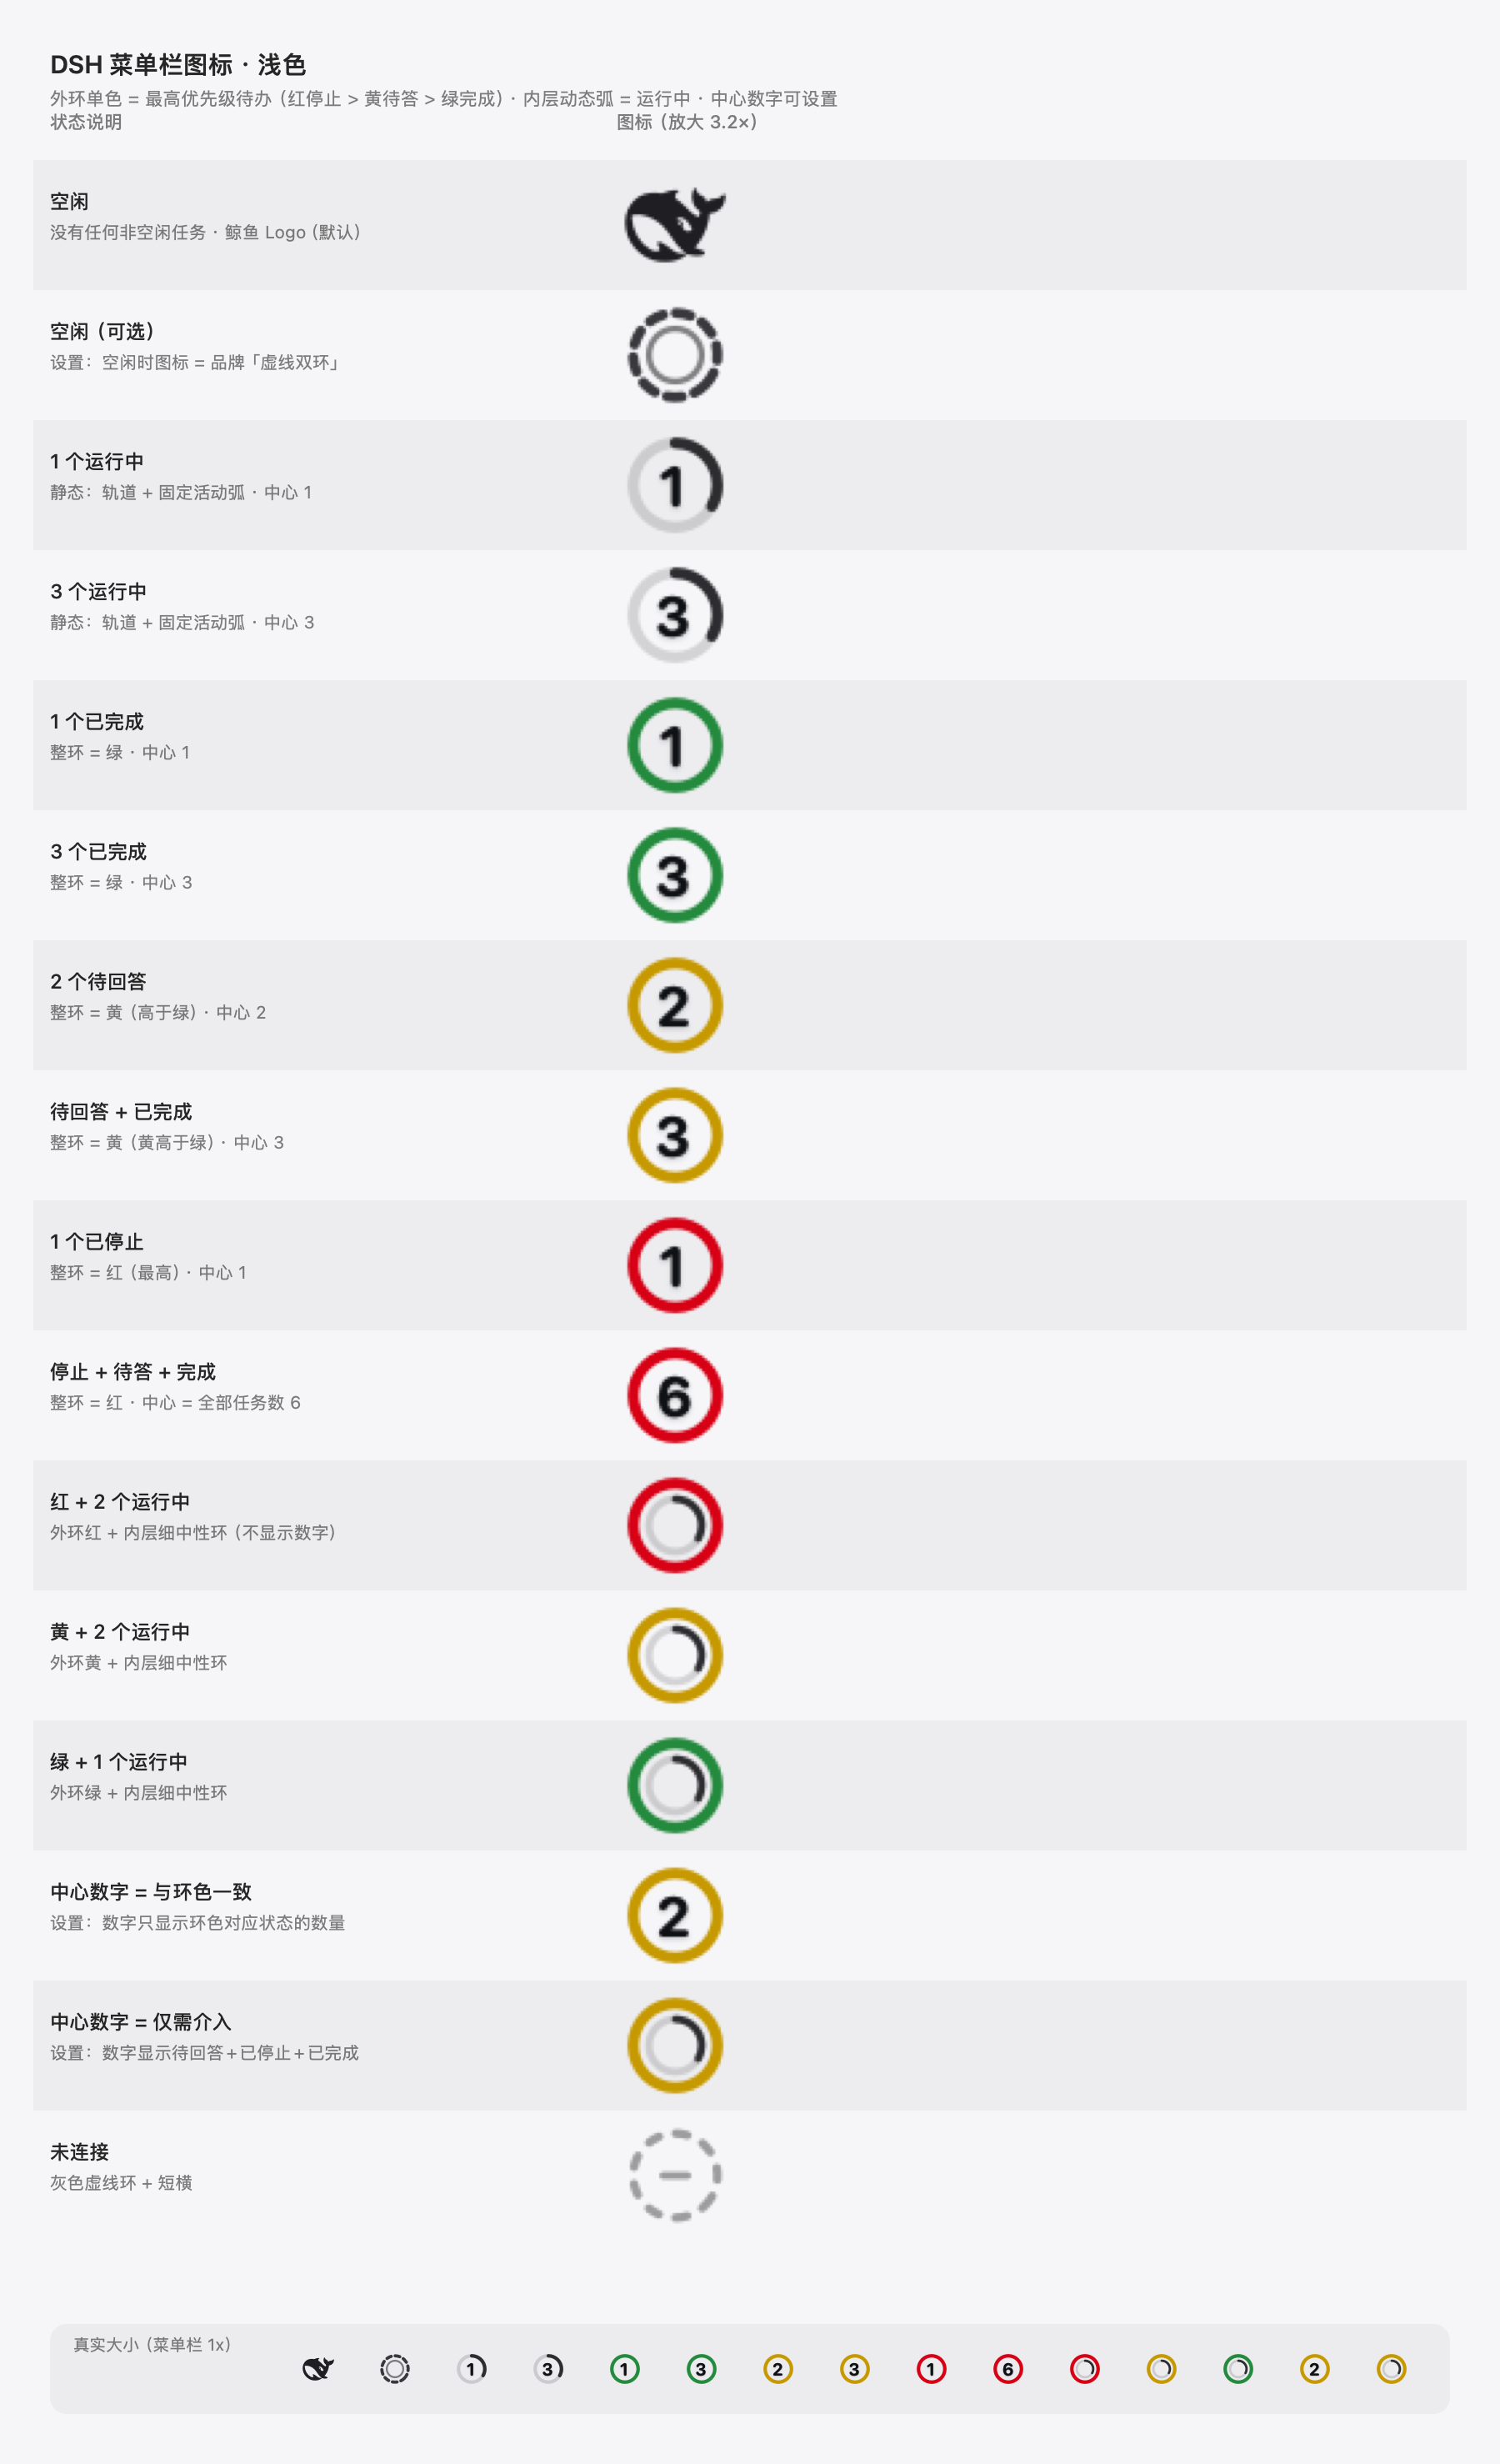 DSH 菜单栏图标 · 浅色
外环单色 = 最高优先级待办（红停止 > 黄待答 > 绿完成）· 内层动态弧 = 运行中 · 中心数字可设置
状态说明
图标（放大 3.2×）
空闲
没有任何非空闲任务 · 鲸鱼 Logo（默认）
空闲（可选）
设置：空闲时图标 = 品牌「虚线双环」
1 个运行中
静态：轨道 + 固定活动弧 · 中心 1
1
3 个运行中
静态：轨道 + 固定活动弧 · 中心 3
3
1 个已完成
整环 = 绿 · 中心 1
1
3 个已完成
整环 = 绿 · 中心 3
3
2 个待回答
整环 = 黄（高于绿）· 中心 2
2
待回答 + 已完成
整环 = 黄（黄高于绿）· 中心 3
3
1 个已停止
整环 = 红（最高）· 中心 1
1
停止 + 待答 + 完成
整环 = 红 · 中心 = 全部任务数 6
6
红 + 2 个运行中
外环红 + 内层细中性环（不显示数字）
黄 + 2 个运行中
外环黄 + 内层细中性环
绿 + 1 个运行中
外环绿 + 内层细中性环
中心数字 = 与环色一致
设置：数字只显示环色对应状态的数量
2
中心数字 = 仅需介入
设置：数字显示待回答+已停止+已完成
未连接
灰色虚线环 + 短横
真实大小（菜单栏 1x）
1 3 1 3 2 3 1 6 2